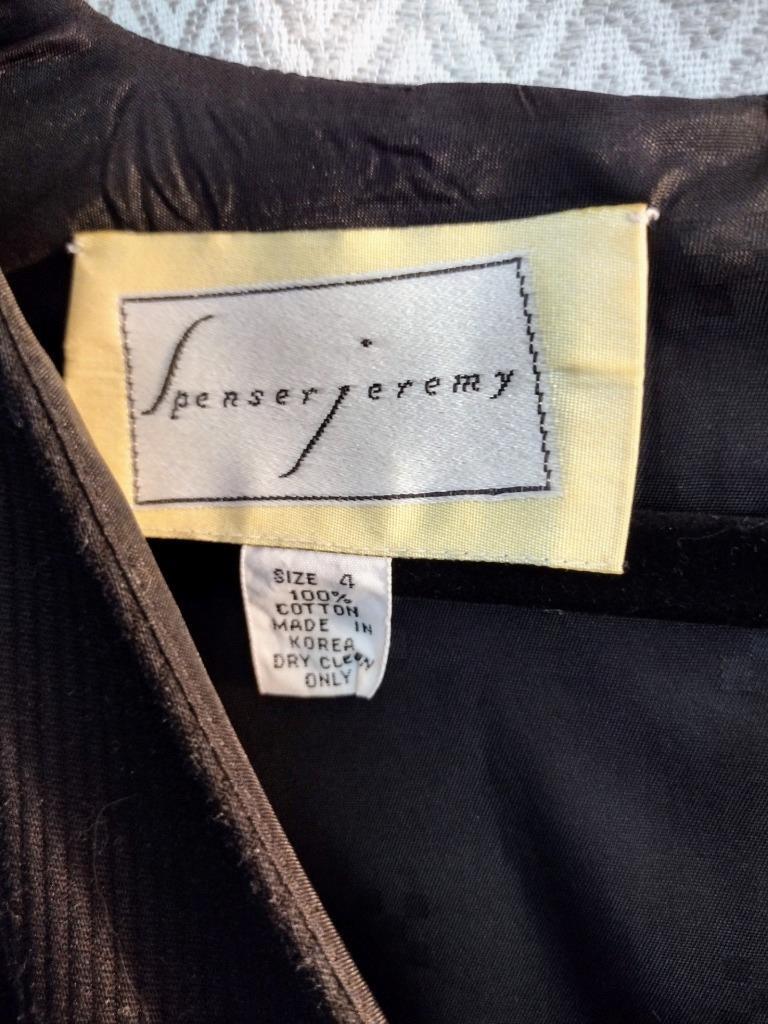 Spenser jeremy
SIZE 4
100%
COTTON
MADE IN
KOREA
DRY CLEAN
ONLY